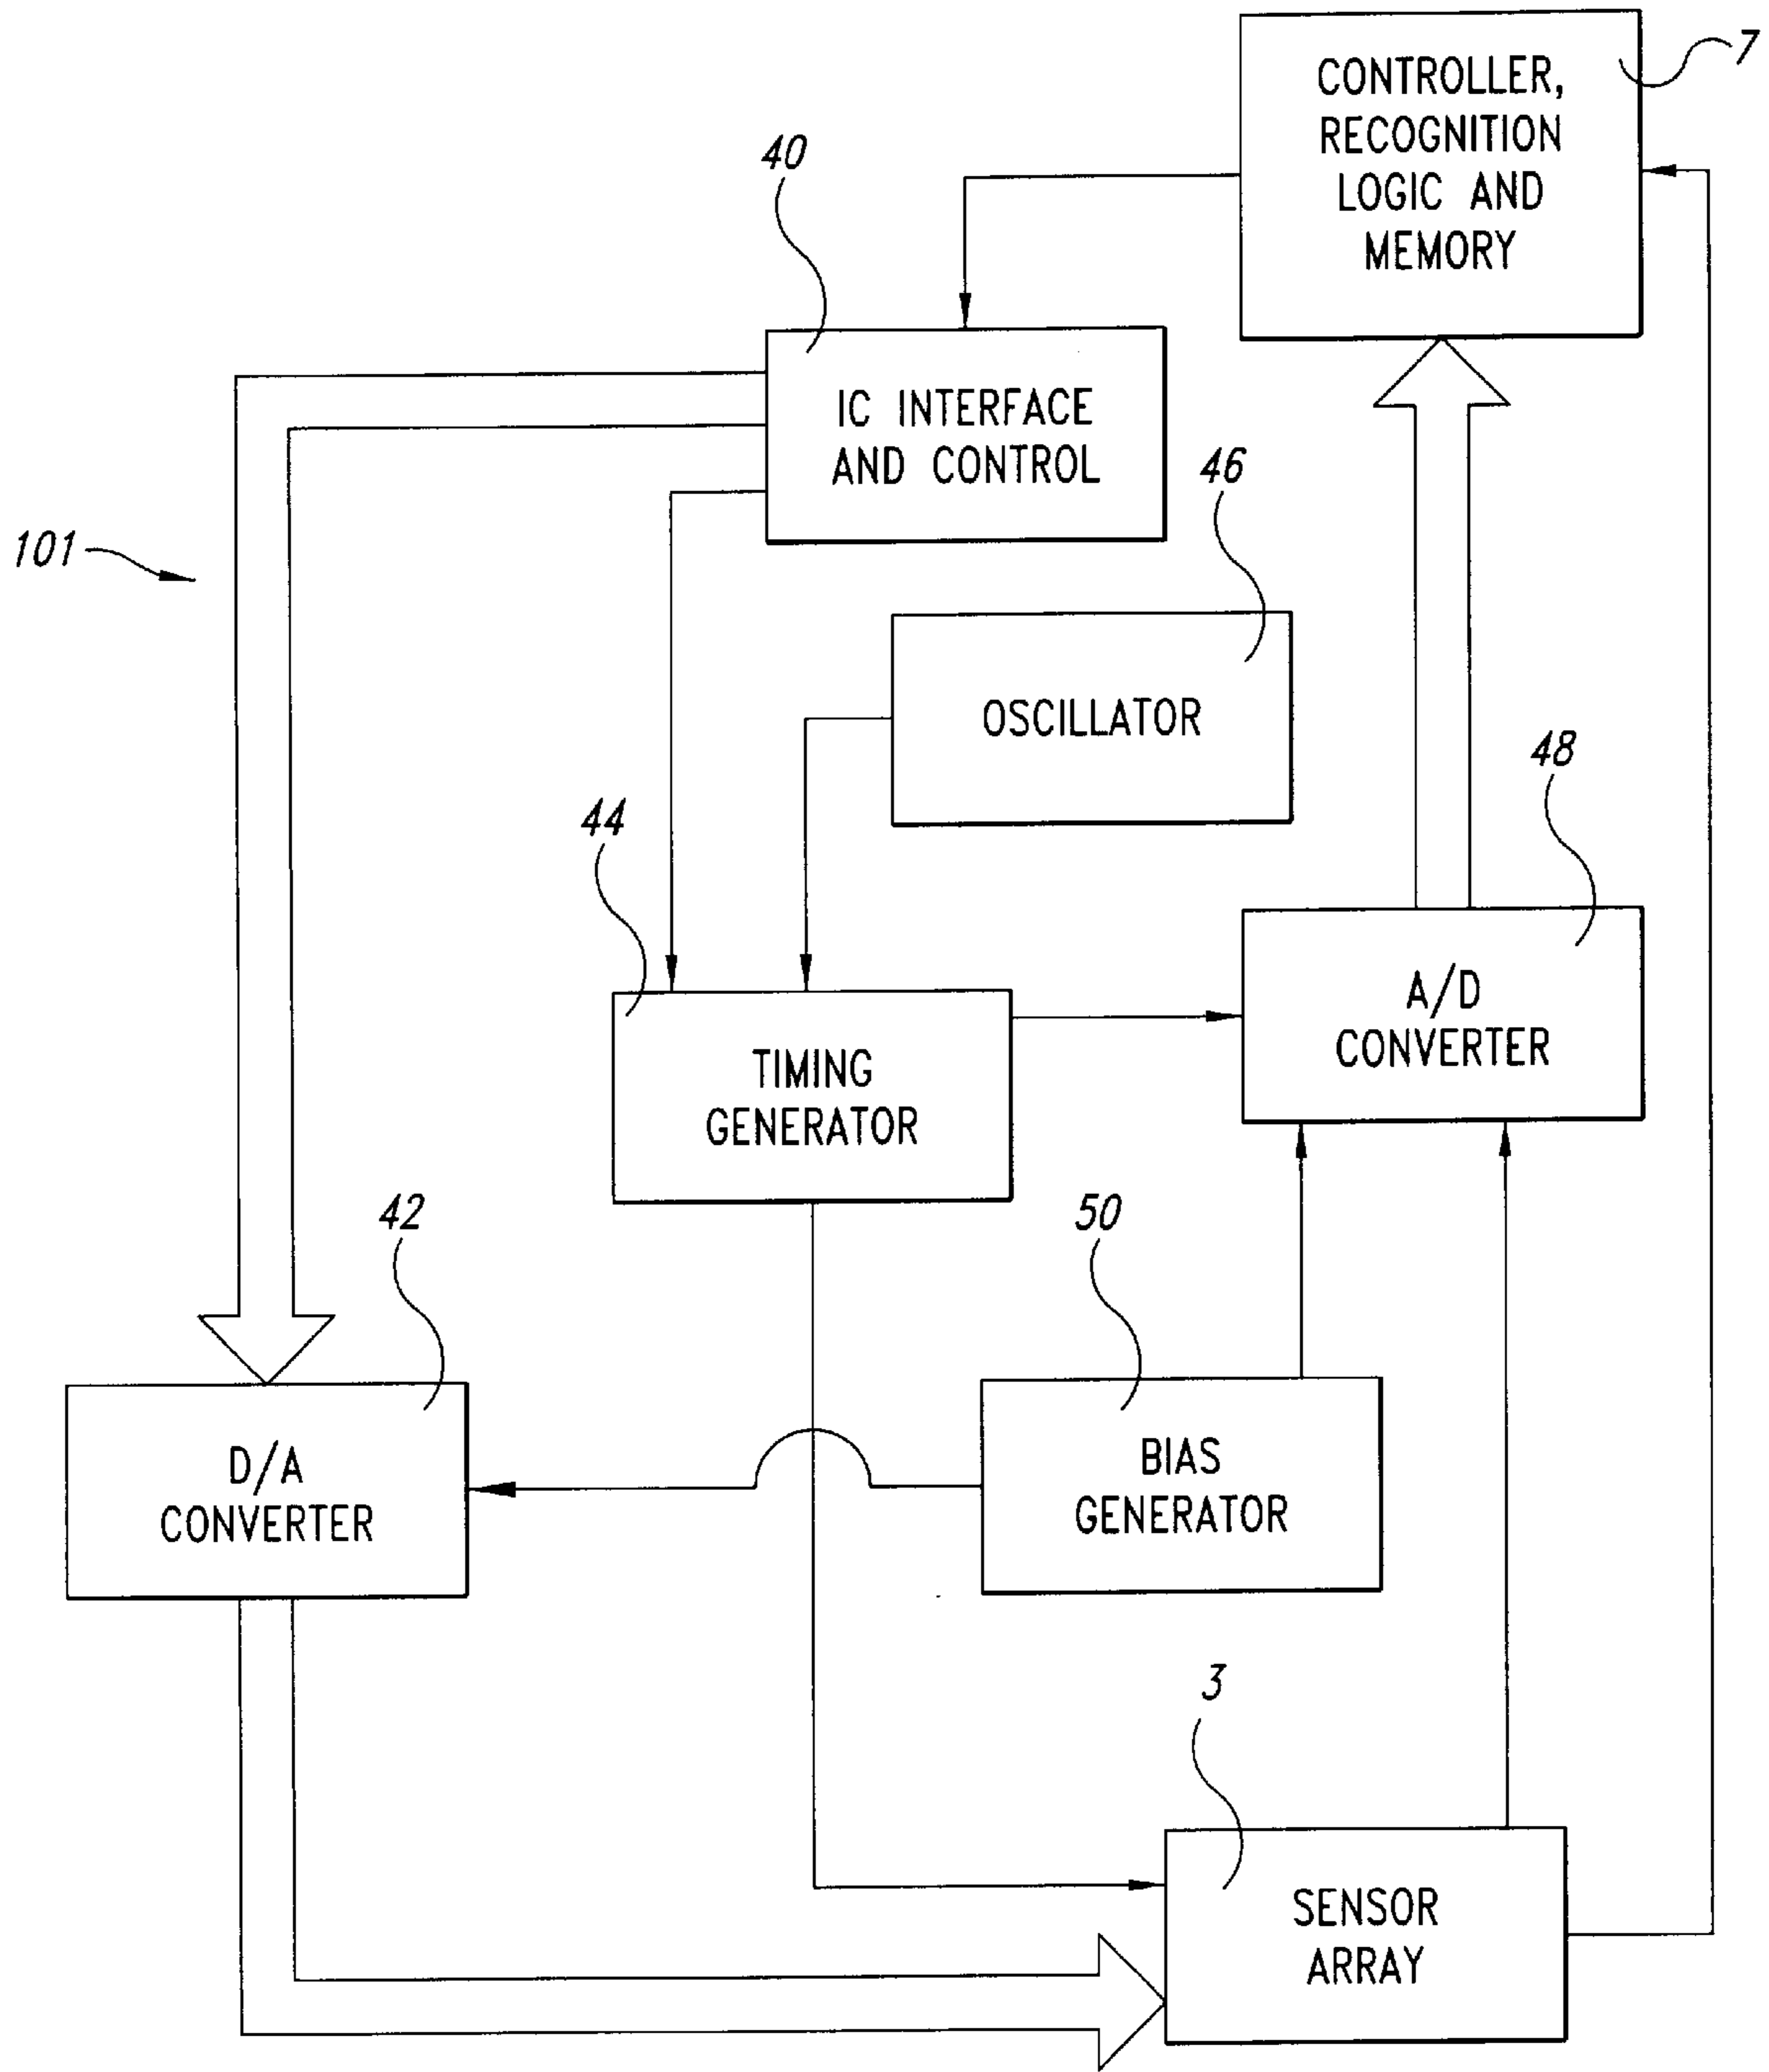 7
CONTROLLER,
RECOGNITION
LOGIC AND
MEMORY
40
IC INTERFACE
AND CONTROL
46
101
OSCILLATOR
48
44
A/D
CONVERTER
TIMING
GENERATOR
42
50
D/A
CONVERTER
BIAS
GENERATOR
3
SENSOR
ARRAY